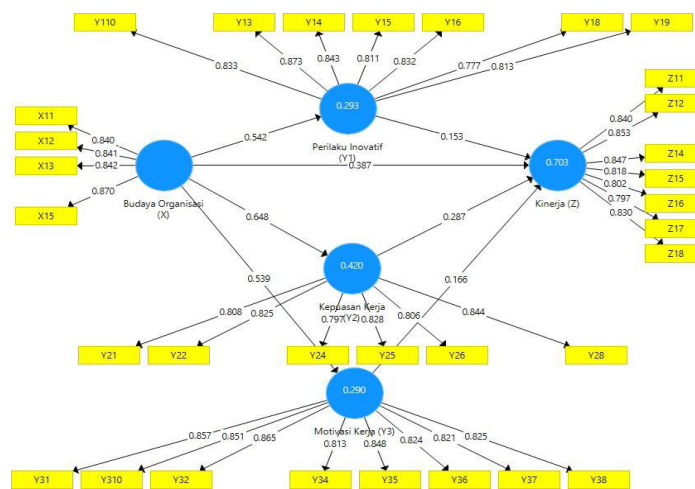 Y110
Y13
Y14
Y15
Y16
Y18
Y19
0.833
0.873
0.843
0.811
0.832
0.777
0.813
0.293
Perilaku Inovatif
(Y1)
X11
X12
X13
X15
0.840
0.841
0.842
0.870
Budaya Organisasi
(X)
0.542
0.387
0.648
0.539
0.153
0.287
0.166
0.703
Kinerja (Z)
Z11
Z12
Z14
Z15
Z16
Z17
Z18
0.840
0.853
0.847
0.818
0.802
0.797
0.830
0.420
Kepuasan Kerja
(Y2)
0.808
0.825
0.797
0.828
0.806
0.844
Y21
Y22
Y24
Y25
Y26
Y28
0.290
Motivasi Kerja (Y3)
0.857
0.851
0.865
0.813
0.848
0.824
0.821
0.825
Y31
Y310
Y32
Y34
Y35
Y36
Y37
Y38